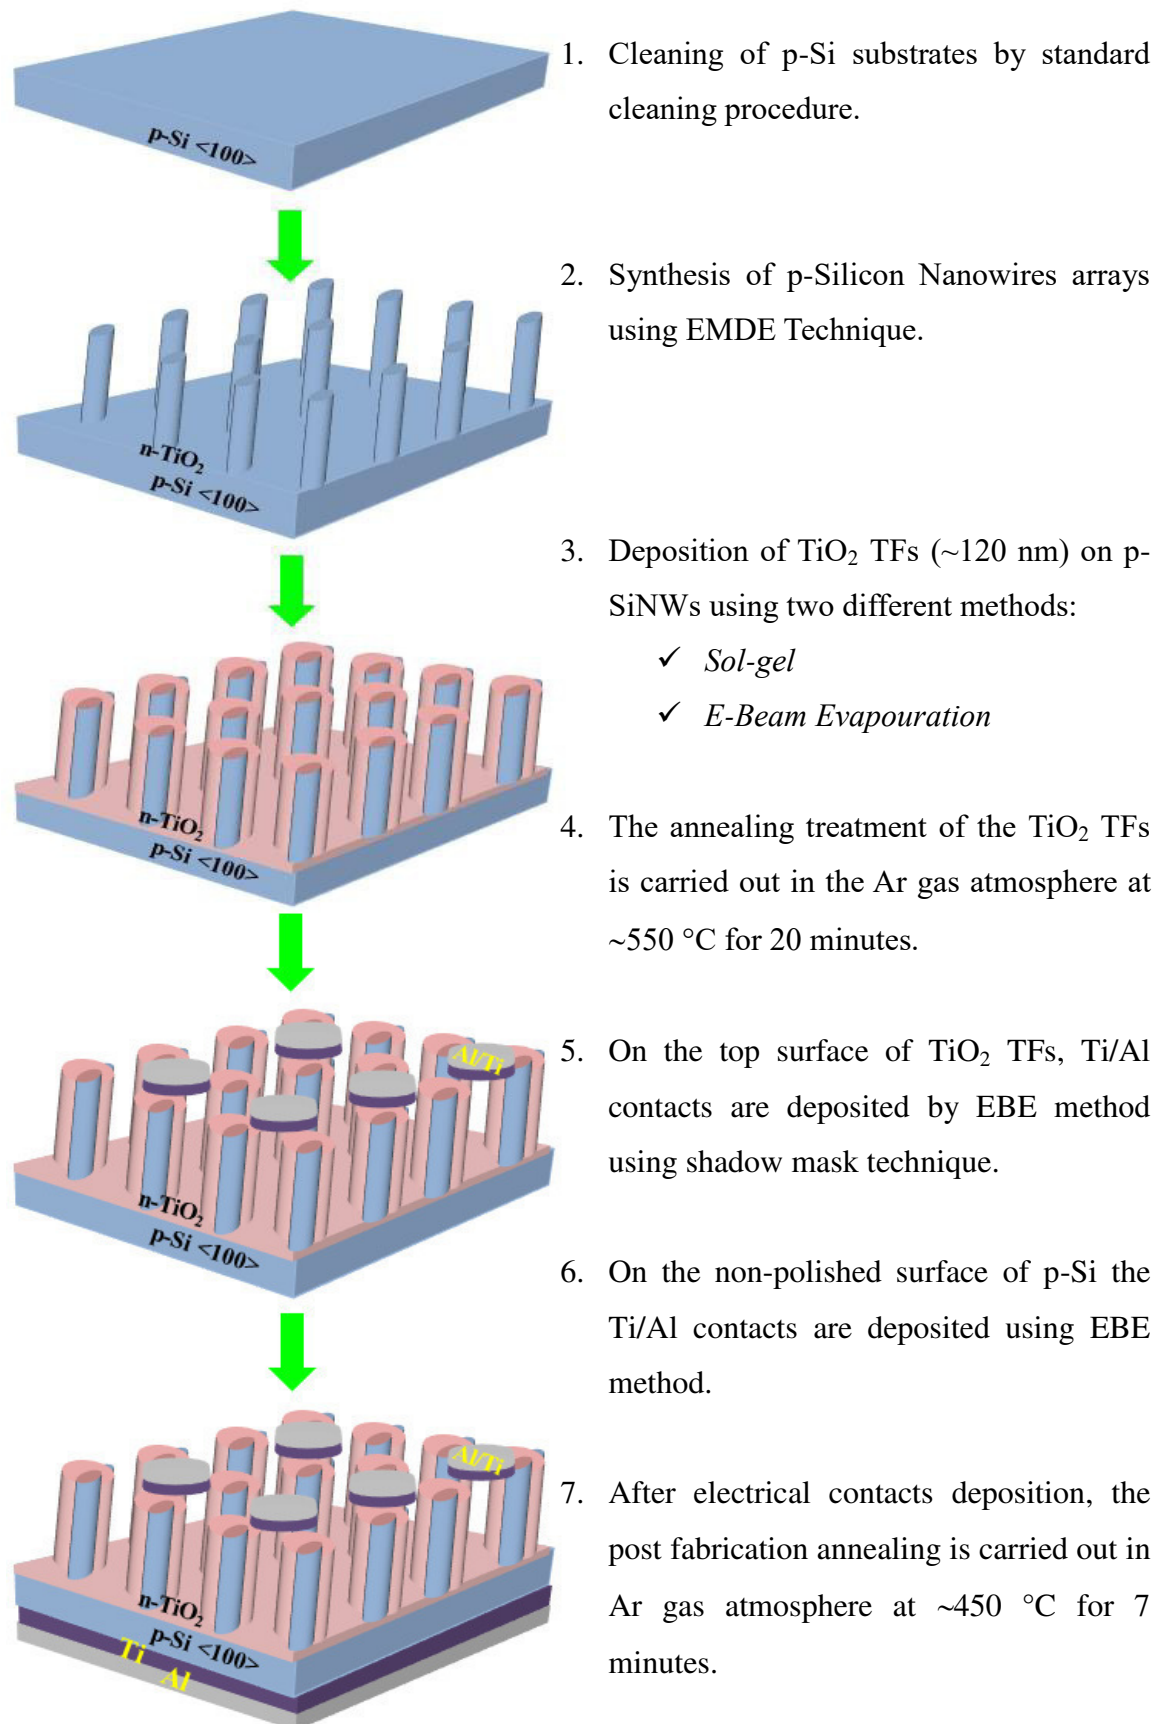 p-Si <100>
1. Cleaning of p-Si substrates by standard
cleaning procedure.
2. Synthesis of p-Silicon Nanowires arrays
using EMDE Technique.
n-TiO₂
p-Si <100>
3. Deposition of TiO₂ TFs (~120 nm) on p-
SiNWs using two different methods:
✓ Sol-gel
✓ E-Beam Evapouration
n-TiO₂
p-Si <100>
4. The annealing treatment of the TiO₂ TFs
is carried out in the Ar gas atmosphere at
~550 °C for 20 minutes.
Al/Ti
n-TiO₂
p-Si <100>
5. On the top surface of TiO₂ TFs, Ti/Al
contacts are deposited by EBE method
using shadow mask technique.
6. On the non-polished surface of p-Si the
Ti/Al contacts are deposited using EBE
method.
Al/Ti
n-TiO₂
p-Si <100>
Ti Al
7. After electrical contacts deposition, the
post fabrication annealing is carried out in
Ar gas atmosphere at ~450 °C for 7
minutes.